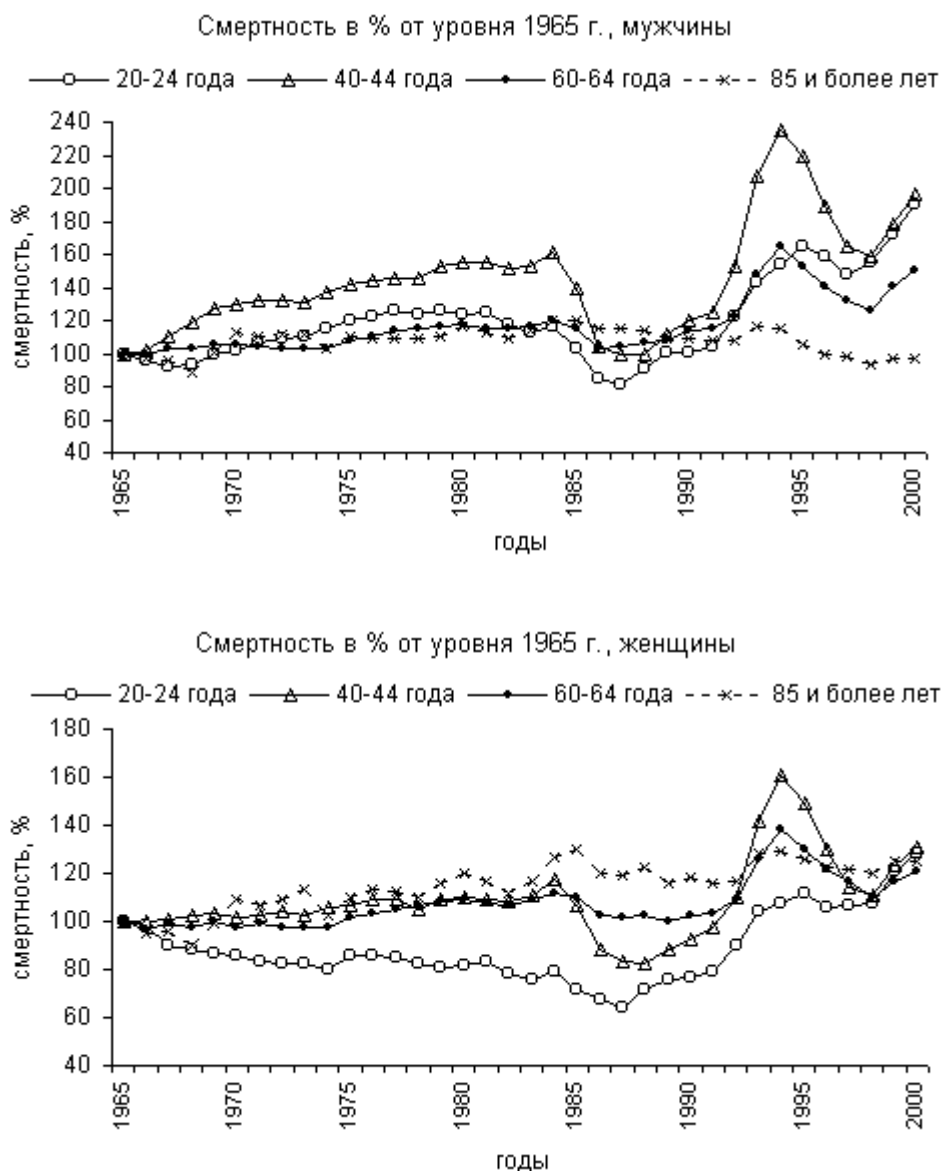 Смертность в % от уровня 1965 г., мужчины
20-24 года 40-44 года 60-64 года 85 и более лет
240
220
200
180
160
140
120
100
80
60
40
смертность, %
1965 1970 1975 1980 1985 1990 1995 2000
годы
Смертность в % от уровня 1965 г., женщины
20-24 года 40-44 года 60-64 года 85 и более лет
180
160
140
120
100
80
60
40
смертность, %
1965 1970 1975 1980 1985 1990 1995 2000
годы